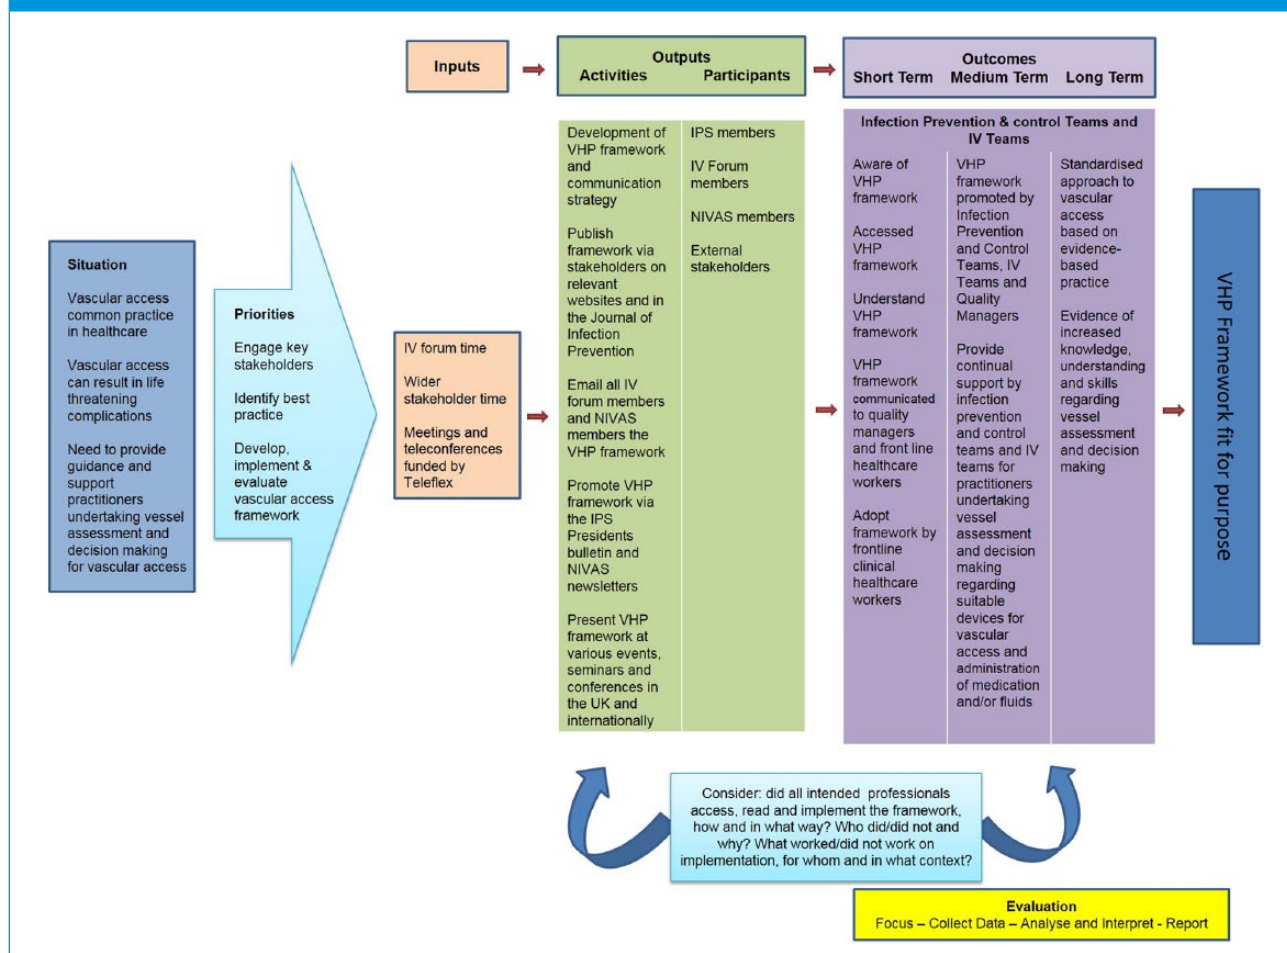 Inputs
Outputs
Activities Participants
Outcomes
Short Term Medium Term Long Term
Situation
Vascular access
common practice
in healthcare
Vascular access
can result in life
threatening
complications
Need to provide
guidance and
support
practitioners
undertaking vessel
assessment and
decision making
for vascular access
Priorities
Engage key
stakeholders
Identify best
practice
Develop,
implement &
evaluate
vascular access
framework
IV forum time
Wider
stakeholder time
Meetings and
teleconferences
funded by
Teleflex
Development of
VHP framework
and
communication
strategy
Publish
framework via
stakeholders on
relevant
websites and in
the Journal of
Infection
Prevention
Email all IV
forum members
and NIVAS
members the
VHP framework
Promote VHP
framework via
the IPS
Presidents
bulletin and
NIVAS
newsletters
Present VHP
framework at
various events,
seminars and
conferences in
the UK and
internationally
IPS members
IV Forum
members
NIVAS members
External
stakeholders
Infection Prevention & control Teams and
IV Teams
Aware of
VHP
framework
Accessed
VHP
framework
Understand
VHP
framework
VHP
framework
communicated
to quality
managers
and front line
healthcare
workers
Adopt
framework by
frontline
clinical
healthcare
workers
VHP
framework
promoted by
Infection
Prevention
and Control
Teams, IV
Teams and
Quality
Managers
Provide
continual
support by
infection
prevention
and control
teams and IV
teams for
practitioners
undertaking
vessel
assessment
and decision
making
regarding
suitable
devices for
vascular
access and
administration
of medication
and/or fluids
Standardised
approach to
vascular
access
based on
evidence-
based
practice
Evidence of
increased
knowledge,
understanding
and skills
regarding
vessel
assessment
and decision
making
VHP Framework fit for purpose
Consider: did all intended professionals
access, read and implement the framework,
how and in what way? Who did/did not and
why? What worked/did not work on
implementation, for whom and in what context?
Evaluation
Focus – Collect Data – Analyse and Interpret - Report